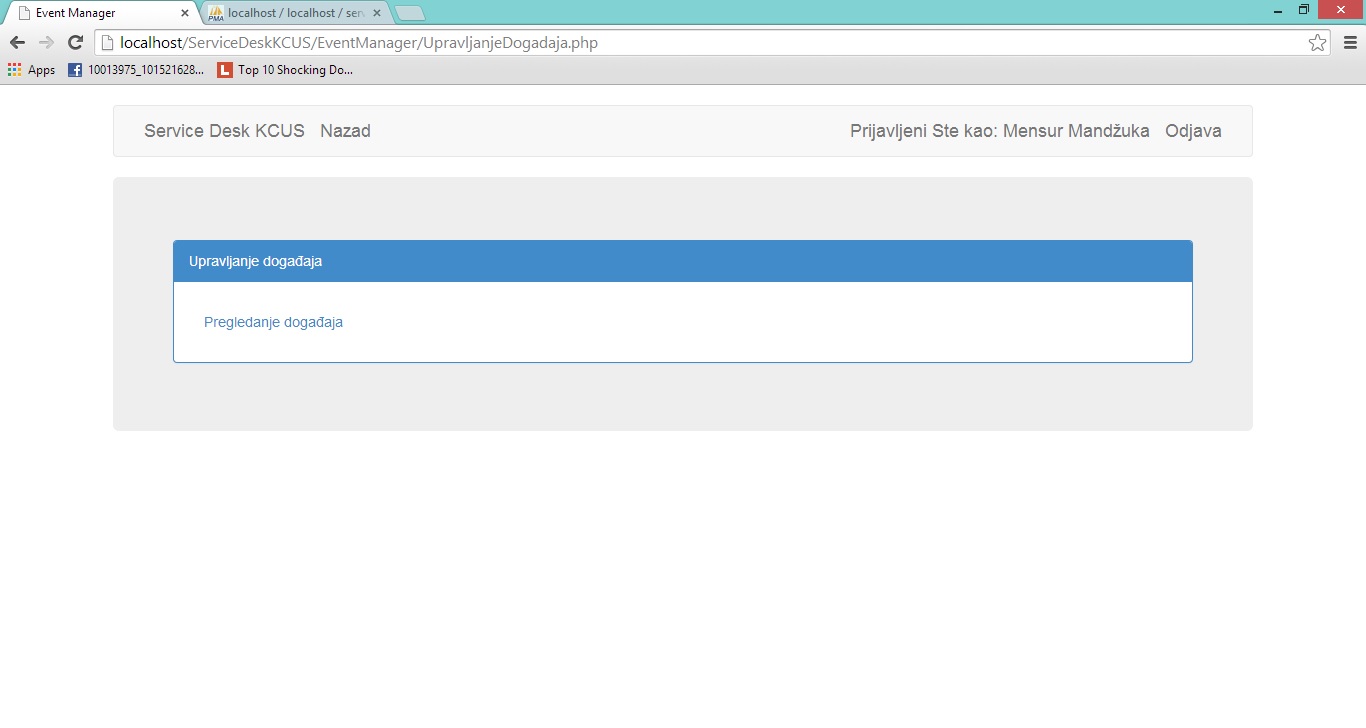 Event Manager
localhost / localhost / ser
localhost/ServiceDeskKCUS/EventManager/UpravljanjeDogadaja.php
Apps 10013975_101521628... L Top 10 Shocking Do...
Service Desk KCUS Nazad Prijavljeni Ste kao: Mensur Mandžuka Odjava
Upravljanje događaja
Pregledanje događaja